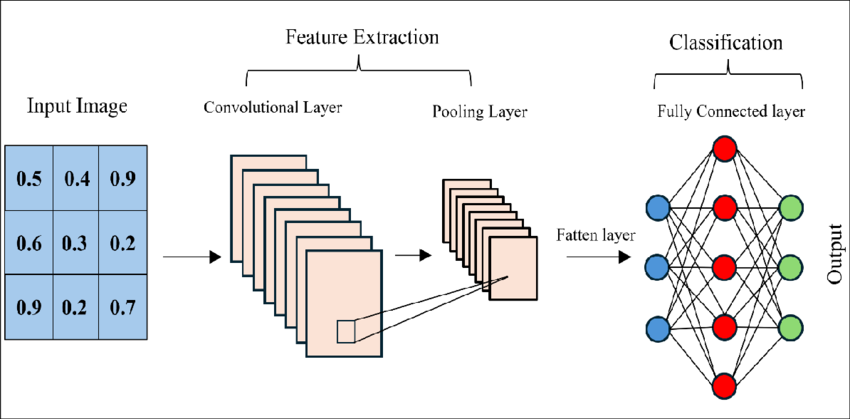 Feature Extraction
Classification
Input Image
Convolutional Layer
Pooling Layer
Fully Connected layer
0.5 0.4 0.9
0.6 0.3 0.2
0.9 0.2 0.7
Fatten layer
Output